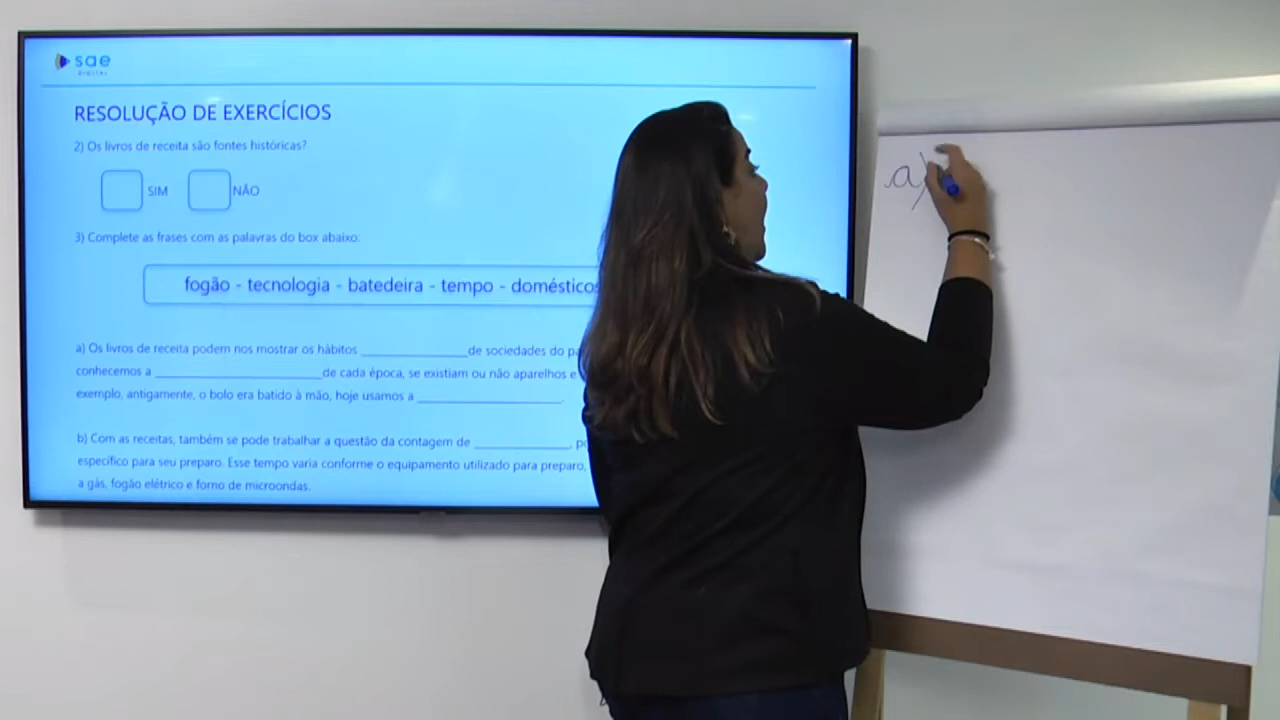 sae
RESOLUÇÃO DE EXERCÍCIOS
2) Os livros de receita são fontes históricas?
SIM NÃO
3) Complete as frases com as palavras do box abaixo:
fogão - tecnologia - batedeira - tempo - domésticos
a) Os livros de receita podem nos mostrar os hábitos _________________ de sociedades do
conhecemos a ___________________________ de cada época, se existiam ou não aparelhos e
exemplo, antigamente, o bolo era batido à mão, hoje usamos a _______________________.
b) Com as receitas, também se pode trabalhar a questão da contagem de _______________,
específico para seu preparo. Esse tempo varia conforme o equipamento utilizado para preparo,
a gás, fogão elétrico e forno de microondas.
a)